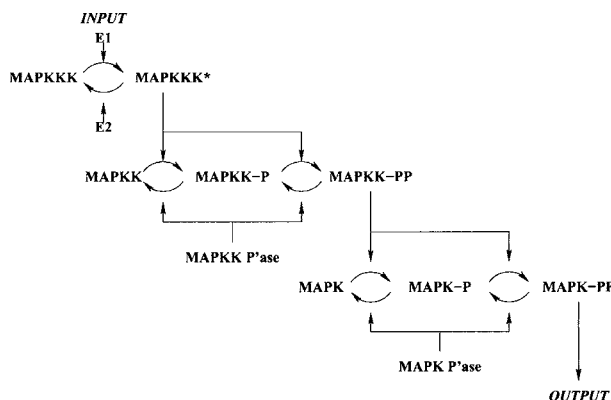 INPUT
E1
MAPKKK MAPKKK*
E2
MAPKK MAPKK-P MAPKK-PP
MAPKK P'ase
MAPK MAPK-P MAPK-PP
MAPK P'ase
OUTPUT